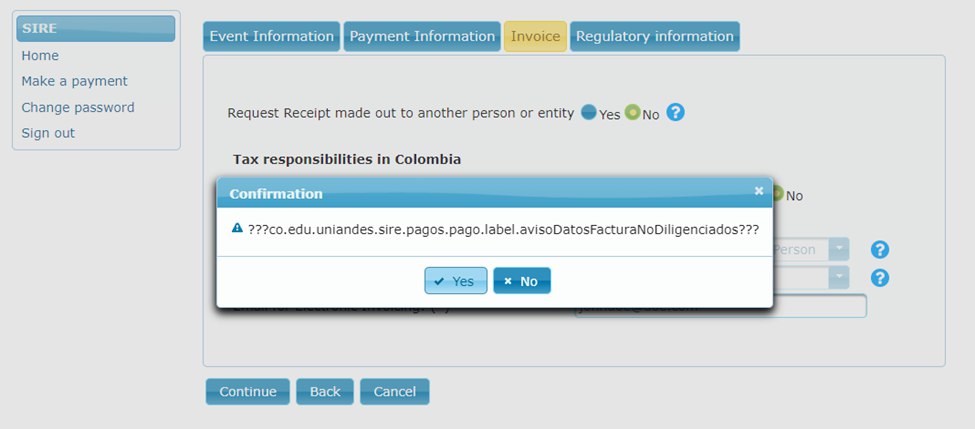 SIRE
Home
Make a payment
Change password
Sign out
Event Information Payment Information Invoice Regulatory information
Request Receipt made out to another person or entity Yes No ?
Tax responsibilities in Colombia
No
Confirmation
???co.edu.uniandes.sire.pagos.pago.label.avisoDatosFacturaNoDiligenciados???
Yes No
Person ?
?
Continue Back Cancel